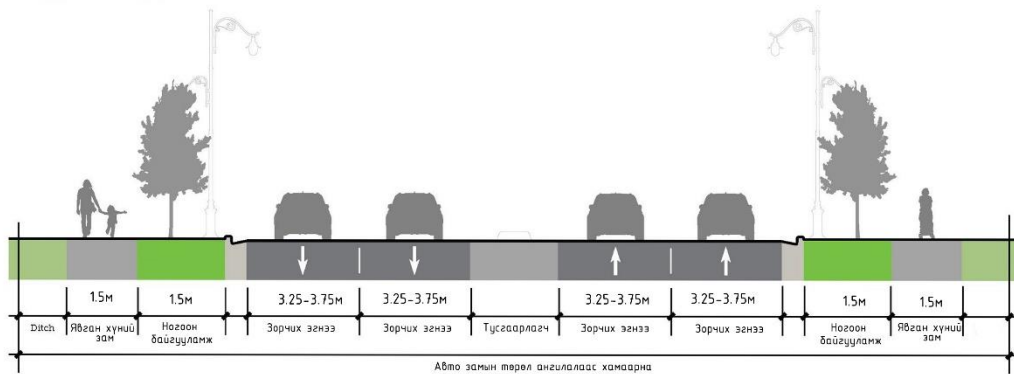 1.5м 1.5м 3.25-3.75м 3.25-3.75м 3.25-3.75м 3.25-3.75м 1.5м 1.5м
Ditch Явган хүний зам Ногоон байгууламж Зорчих эгнээ Зорчих эгнээ Тусгаарлагч Зорчих эгнээ Зорчих эгнээ Ногоон байгууламж Явган хүний зам
Авто замын төрөл ангилалаас хамаарна